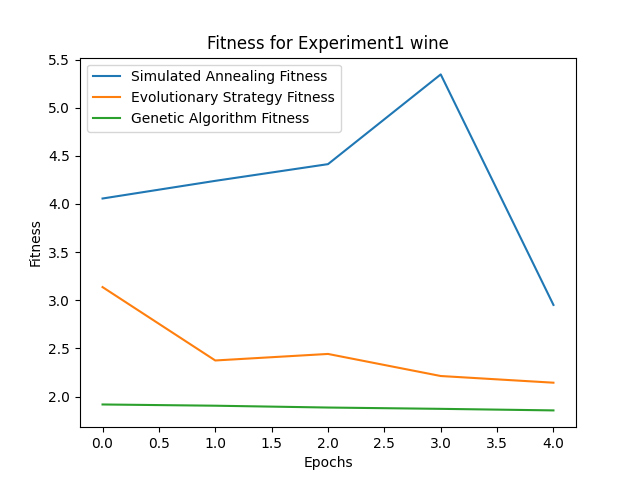 Fitness for Experiment1 wine
Simulated Annealing Fitness
Evolutionary Strategy Fitness
Genetic Algorithm Fitness
5.5
5.0
4.5
4.0
3.5
3.0
2.5
2.0
Fitness
0.0 0.5 1.0 1.5 2.0 2.5 3.0 3.5 4.0
Epochs